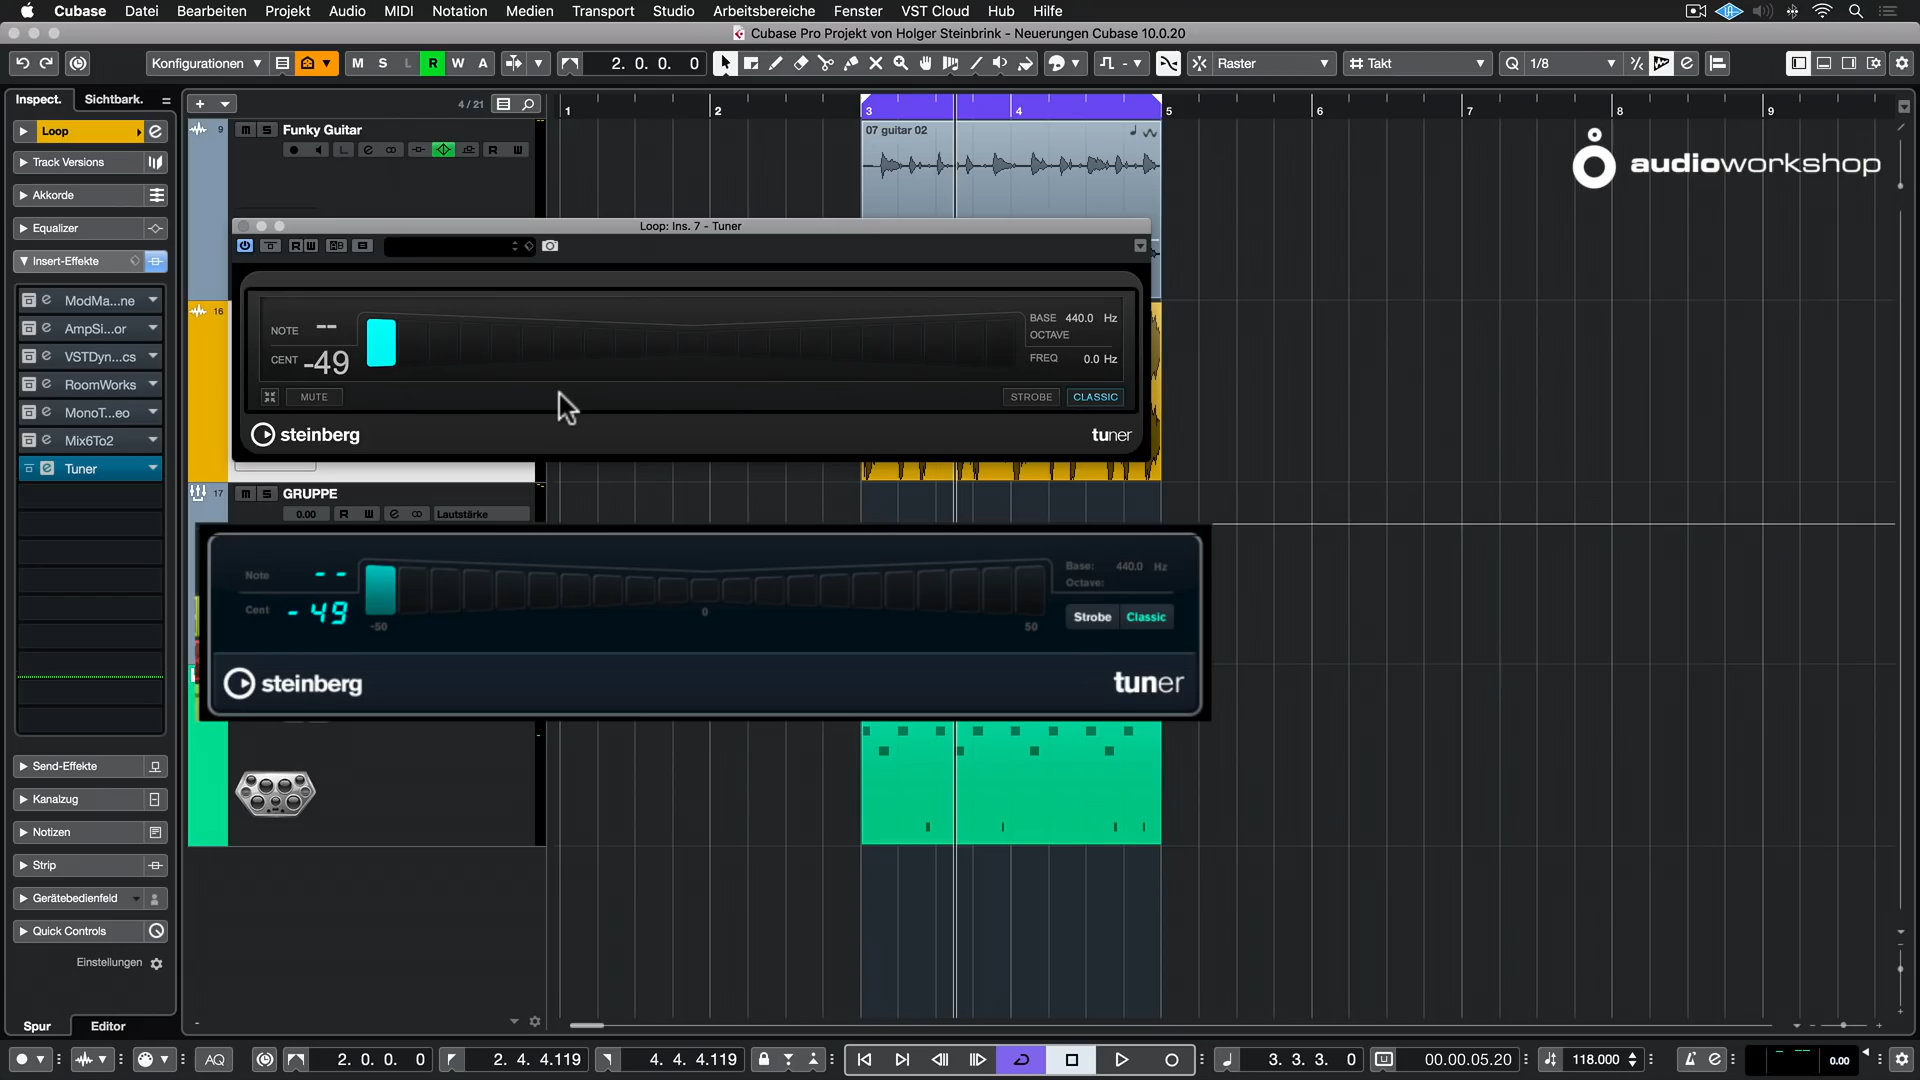 Cubase Datei Bearbeiten Projekt Audio MIDI Notation Medien Transport Studio Arbeitsbereiche Fenster VST Cloud Hub Hilfe
Cubase Pro Projekt von Holger Steinbrink - Neuerungen Cubase 10.0.20
Konfigurationen M S L R W A 2. 0. 0. 0 Raster Takt Q 1/8
Inspect. Sichtbark. 4 / 21 1 2 3 4 5 6 7 8 9
Loop 9 m S Funky Guitar 07 guitar 02
R W
Track Versions
audioworkshop
Akkorde
Equalizer Loop: Ins. 7 - Tuner
R W
Insert-Effekte
ModMa...ne 16
AmpSi...or NOTE -- BASE 440.0 Hz
OCTAVE
VSTDyn...cs CENT -49 FREQ 0.0 Hz
RoomWorks
MUTE STROBE CLASSIC
MonoT...eo
Mix6To2 steinberg tuner
Tuner
17 m S GRUPPE
0.00 R W Lautstärke
Note -- Base: 440.0 Hz
Octave:
Cent -49 Strobe Classic
-50 0 50
steinberg tuner
Send-Effekte
Kanalzug
Notizen
Strip
Gerätebedienfeld
Quick Controls
Einstellungen
Spur Editor
AQ 2. 0. 0. 0 2. 4. 4.119 4. 4. 4.119 3. 3. 3. 0 00.00.05.20 118.000 0.00